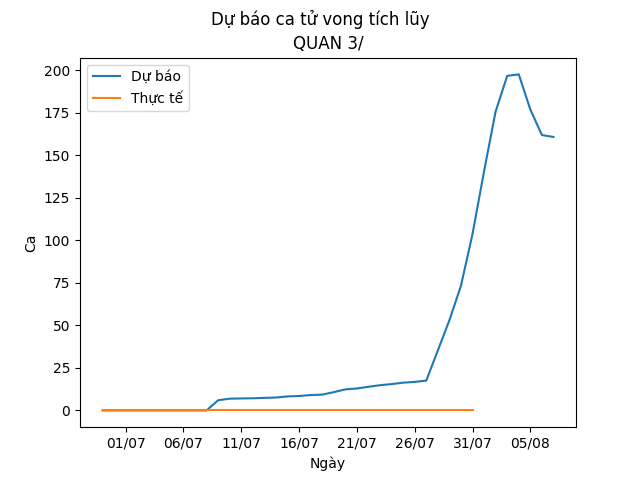 Dự báo ca tử vong tích lũy
QUAN 3/
Dự báo
Thực tế
200
175
150
125
100
75
50
25
0
Ca
01/07 06/07 11/07 16/07 21/07 26/07 31/07 05/08
Ngày